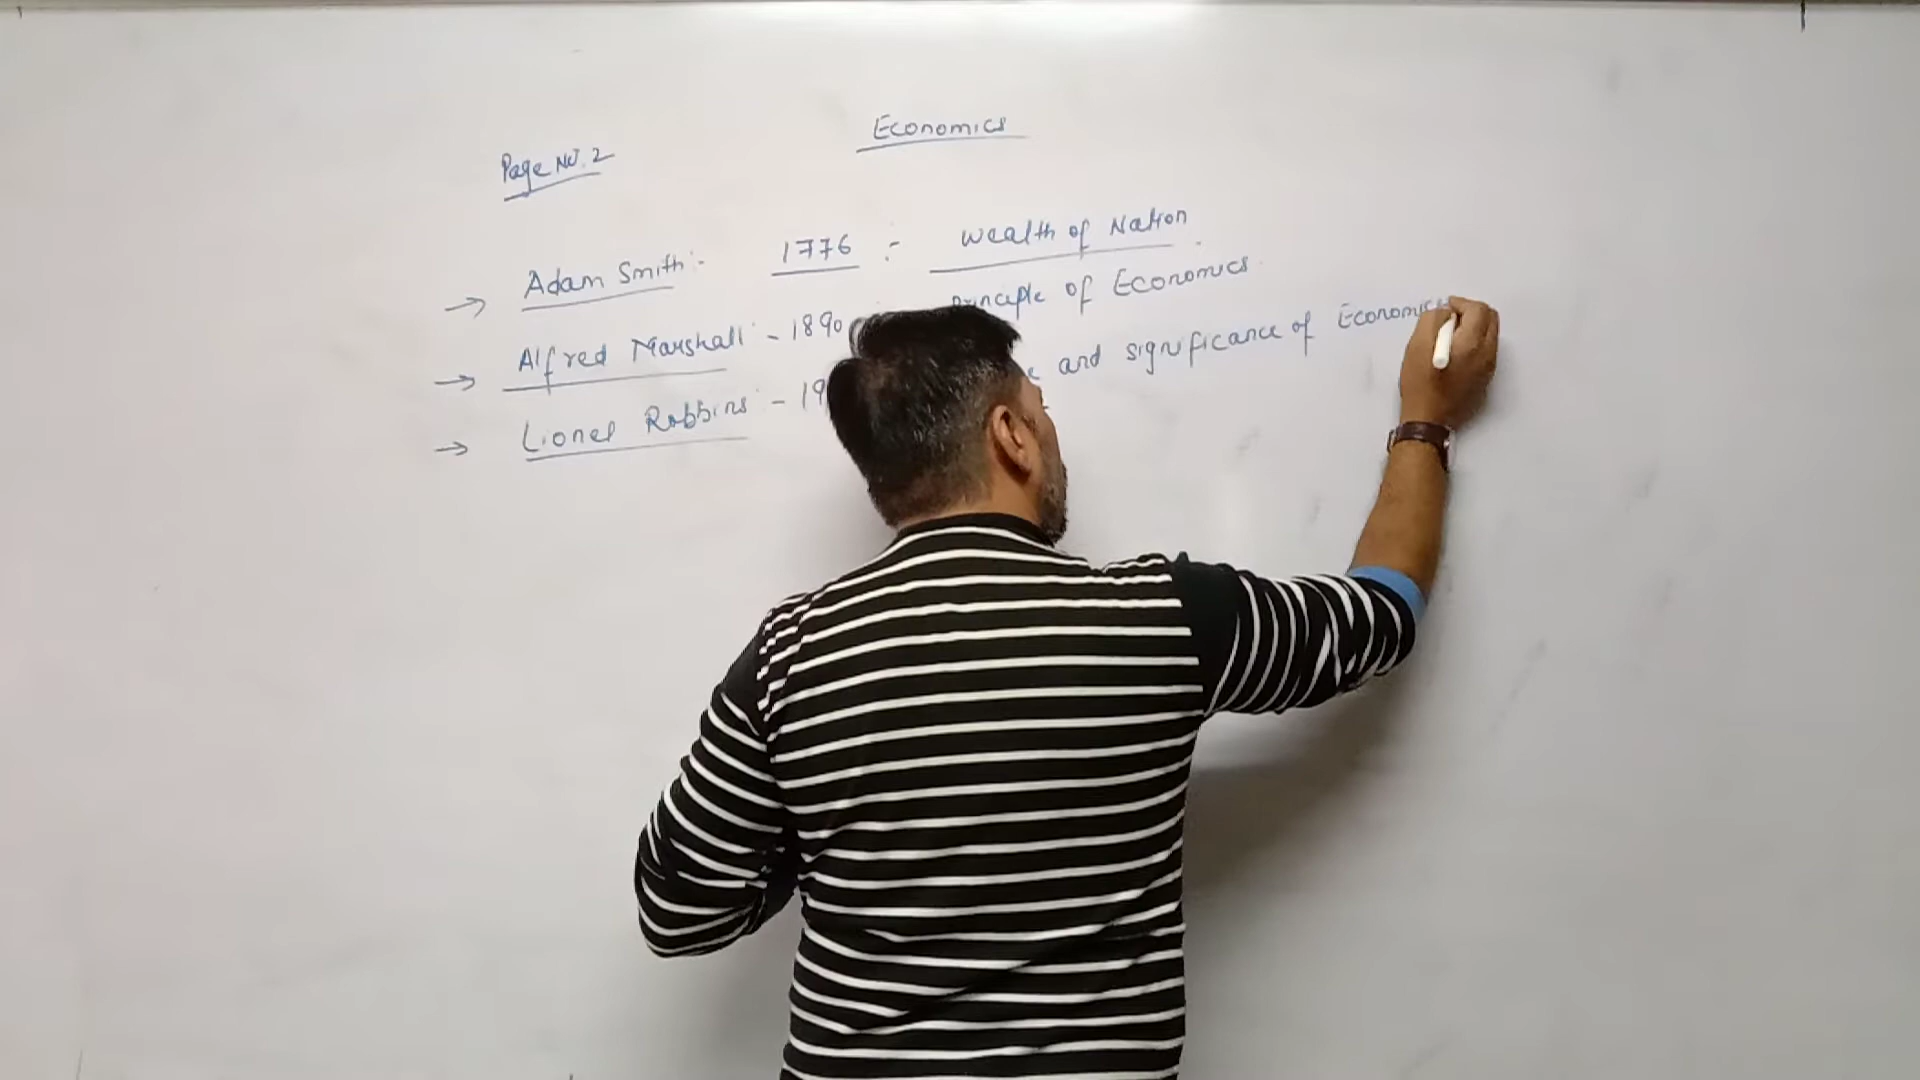 Economics
Page No. 2
Adam Smith:- 1776 :- Wealth of Nation
Alfred Marshall - 1890 Principle of Economics
Lionel Robbins - 19 and significance of Economics